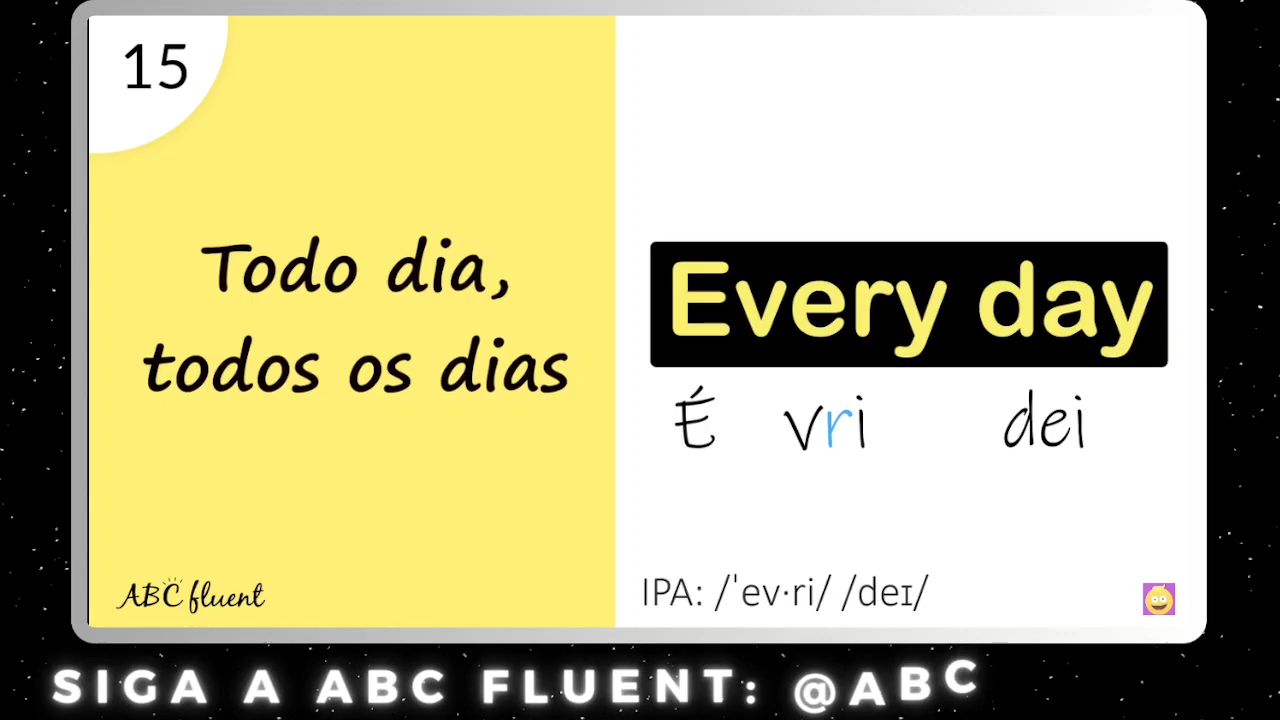 15
Todo dia,
todos os dias
Every day
É vri dei
ABC fluent
IPA: /ˈev·ri/ /deɪ/
SIGA A ABC FLUENT: @ABC